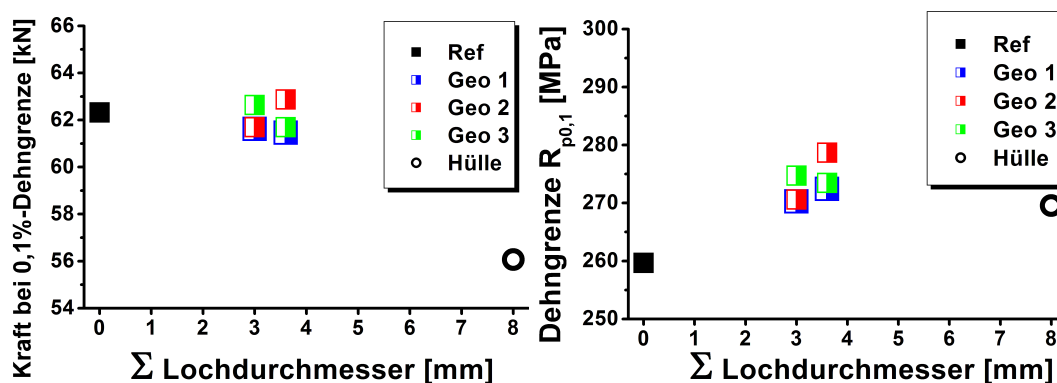 Kraft bei 0,1%-Dehngrenze [kN]
66
64
62
60
58
56
54
0 1 2 3 4 5 6 7 8
Σ Lochdurchmesser [mm]
Ref
Geo 1
Geo 2
Geo 3
Hülle
Dehngrenze Rp0,1 [MPa]
300
290
280
270
260
250
0 1 2 3 4 5 6 7 8
Σ Lochdurchmesser [mm]
Ref
Geo 1
Geo 2
Geo 3
Hülle